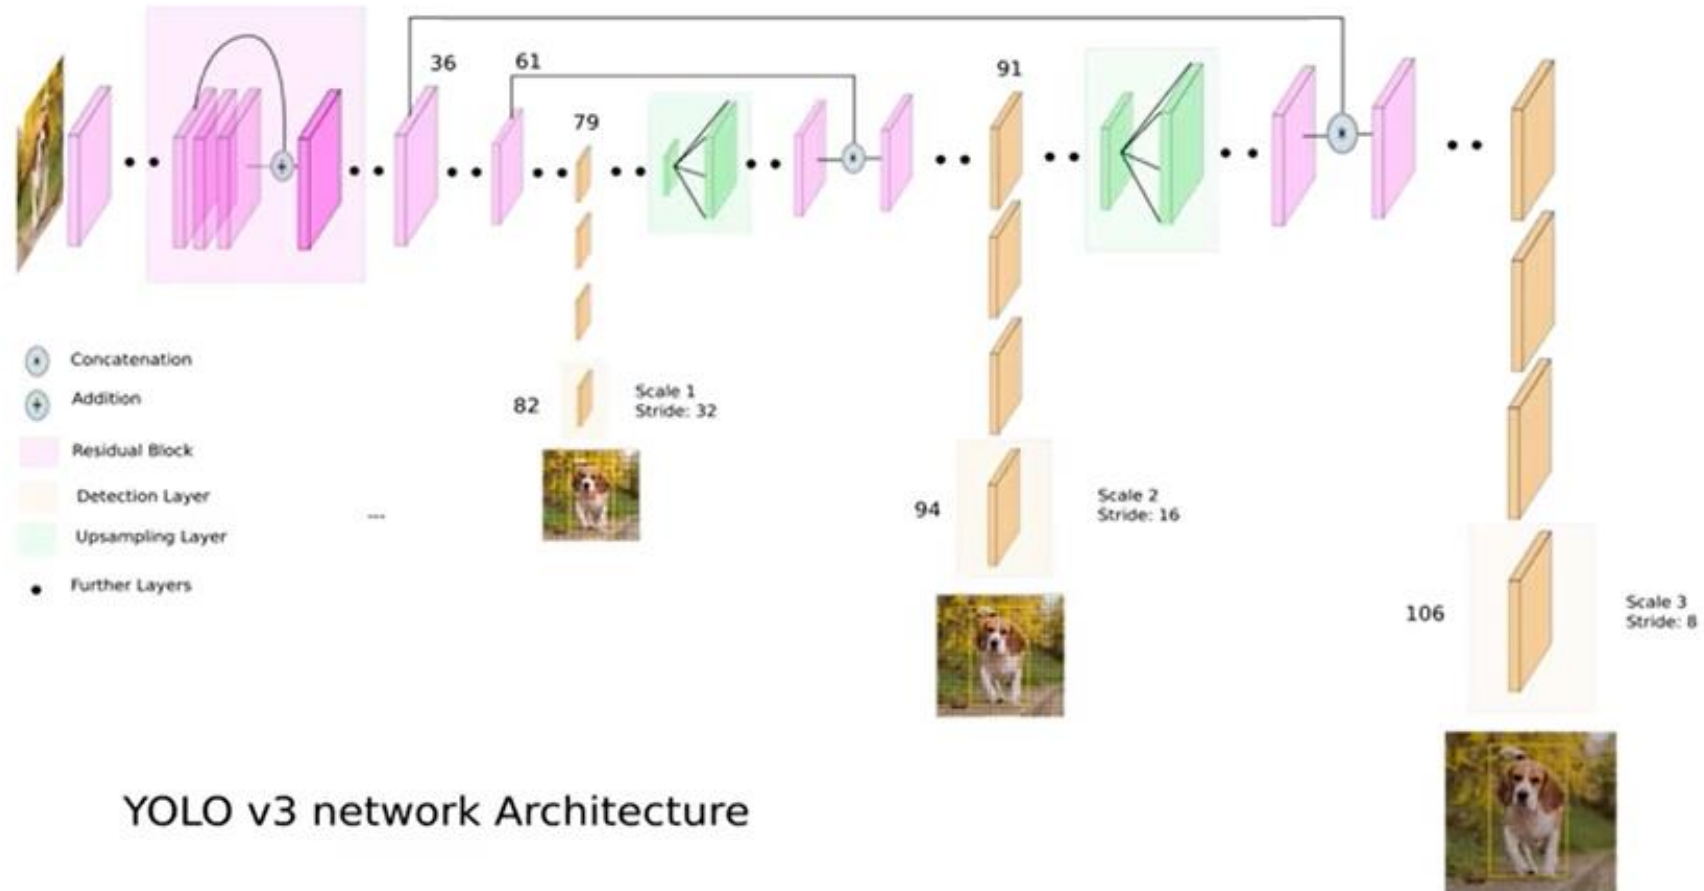 36
61
91
79
Concatenation
Addition
Residual Block
Detection Layer
Upsampling Layer
Further Layers
...
82
Scale 1
Stride: 32
94
Scale 2
Stride: 16
106
Scale 3
Stride: 8
YOLO v3 network Architecture